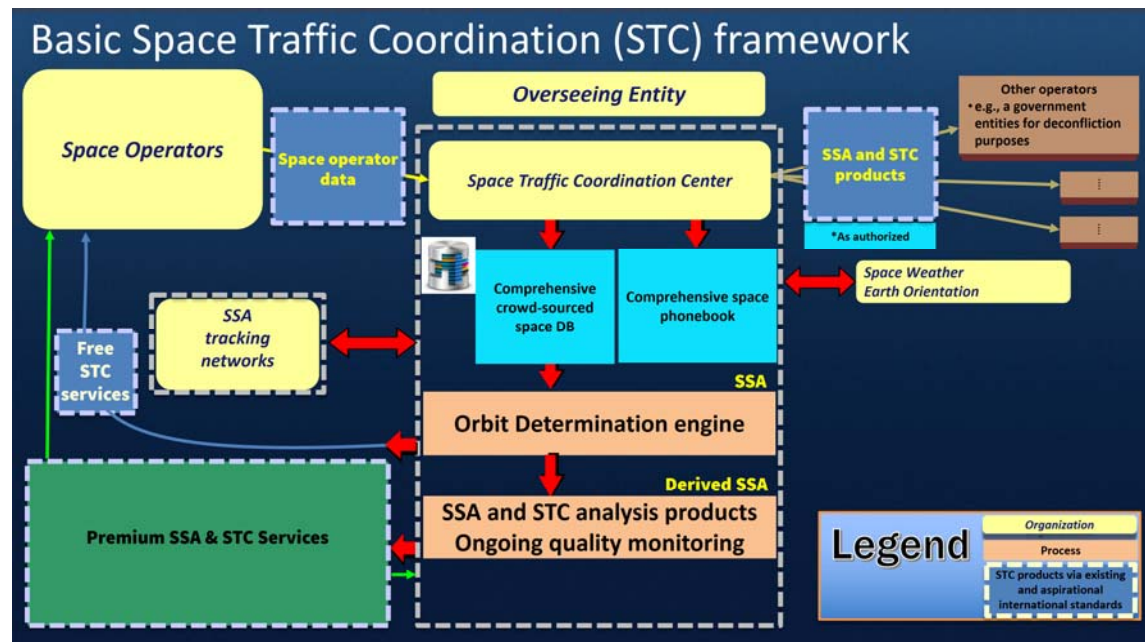 Basic Space Traffic Coordination (STC) framework
Space Operators
Space operator
data
Overseeing Entity
Space Traffic Coordination Center
SSA and STC
products
*As authorized
Other operators
• e.g., a government
entities for deconfliction
purposes
...
...
Comprehensive
crowd-sourced
space DB
Comprehensive space
phonebook
Space Weather
Earth Orientation
SSA
tracking
networks
Free
STC
services
SSA
Orbit Determination engine
Derived SSA
SSA and STC analysis products
Ongoing quality monitoring
Premium SSA & STC Services
Legend
Organization
Process
STC products via existing
and aspirational
international standards